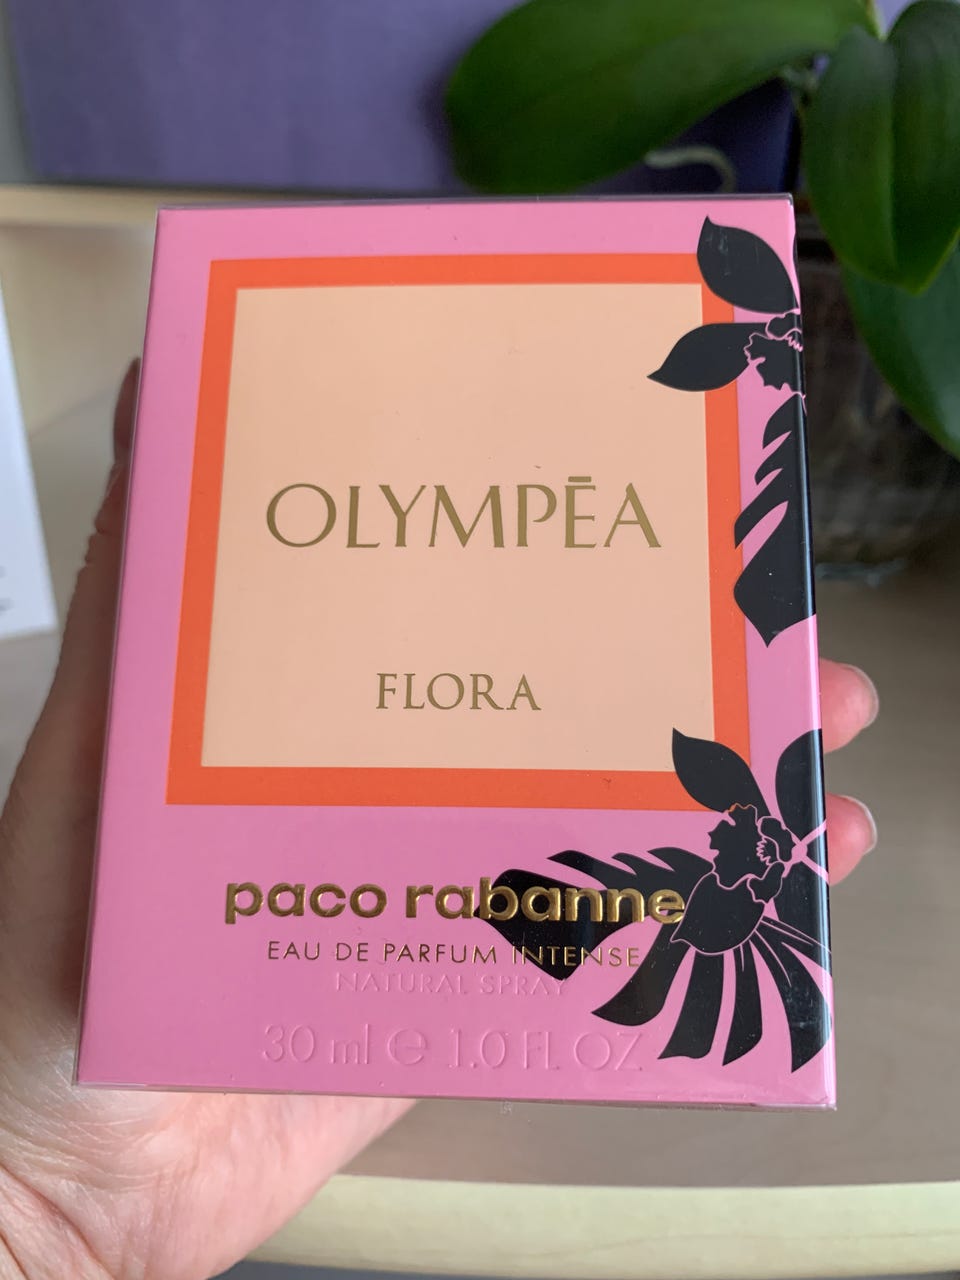 OLYMPĒA
FLORA
paco rabanne
EAU DE PARFUM INTENSE
NATURAL SPRAY
30 ml e 1.0 FL OZ